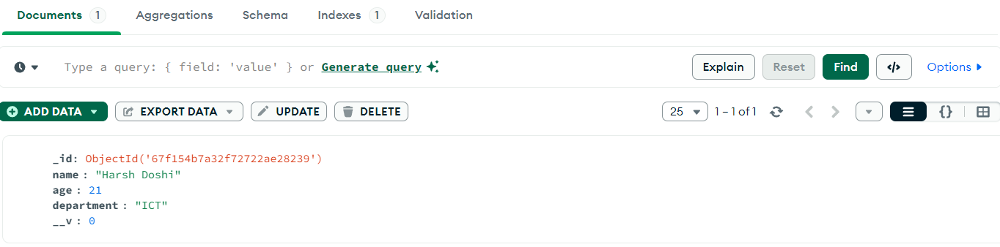 Documents 1 Aggregations Schema Indexes 1 Validation
Type a query: { field: 'value' } or Generate query Explain Reset Find </> Options
ADD DATA EXPORT DATA UPDATE DELETE 25 1 – 1 of 1 {}
_id: ObjectId('67f154b7a32f72722ae28239')
name : "Harsh Doshi"
age : 21
department : "ICT"
__v : 0